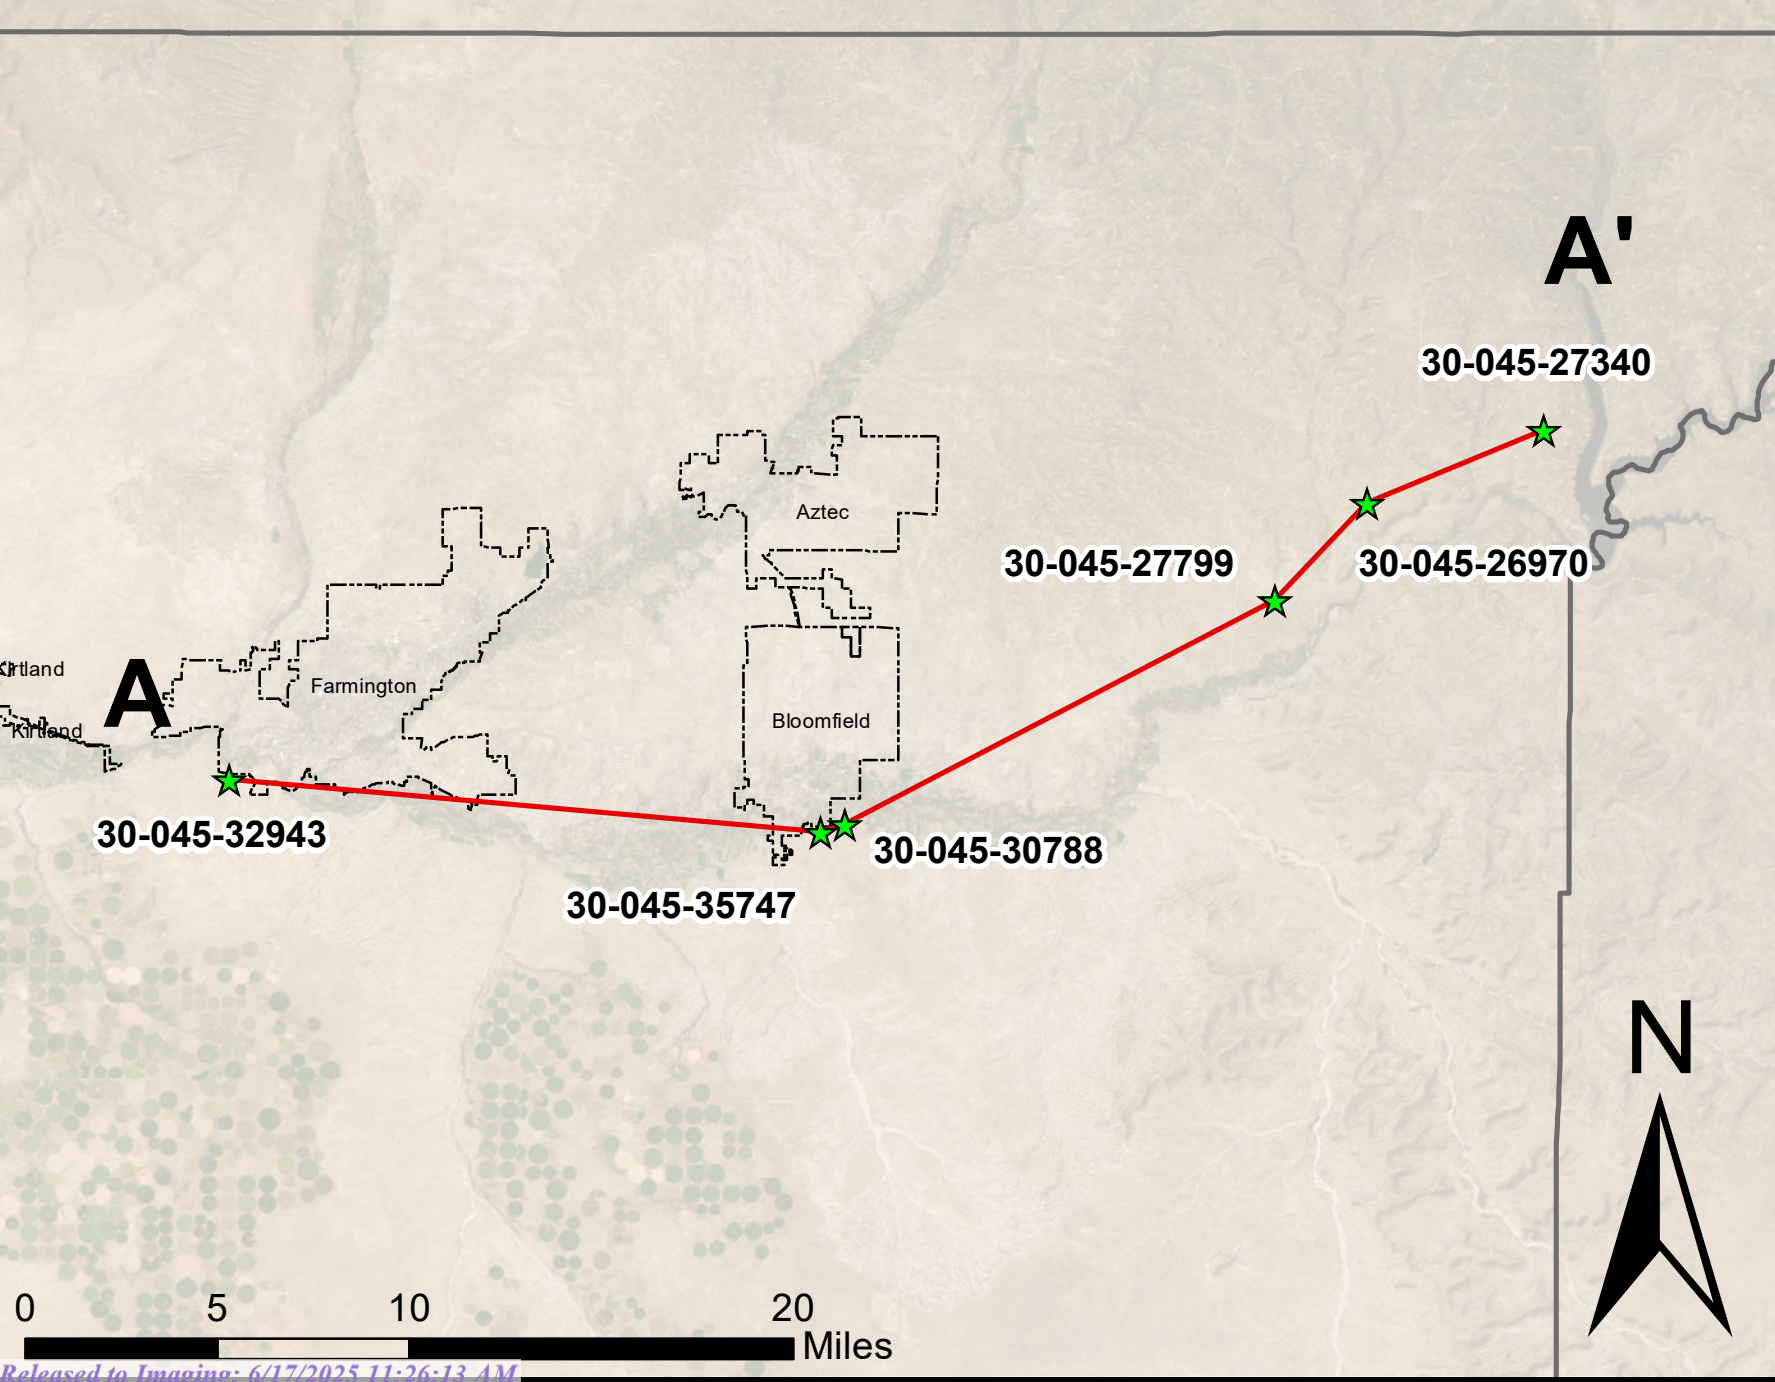 A'
30-045-27340
Aztec
30-045-27799
30-045-26970
Kirtland
A
Farmington
Bloomfield
Kirtland
30-045-32943
30-045-30788
30-045-35747
N
0 5 10 20
Miles
Released to Imaging: 6/17/2025 11:26:13 AM